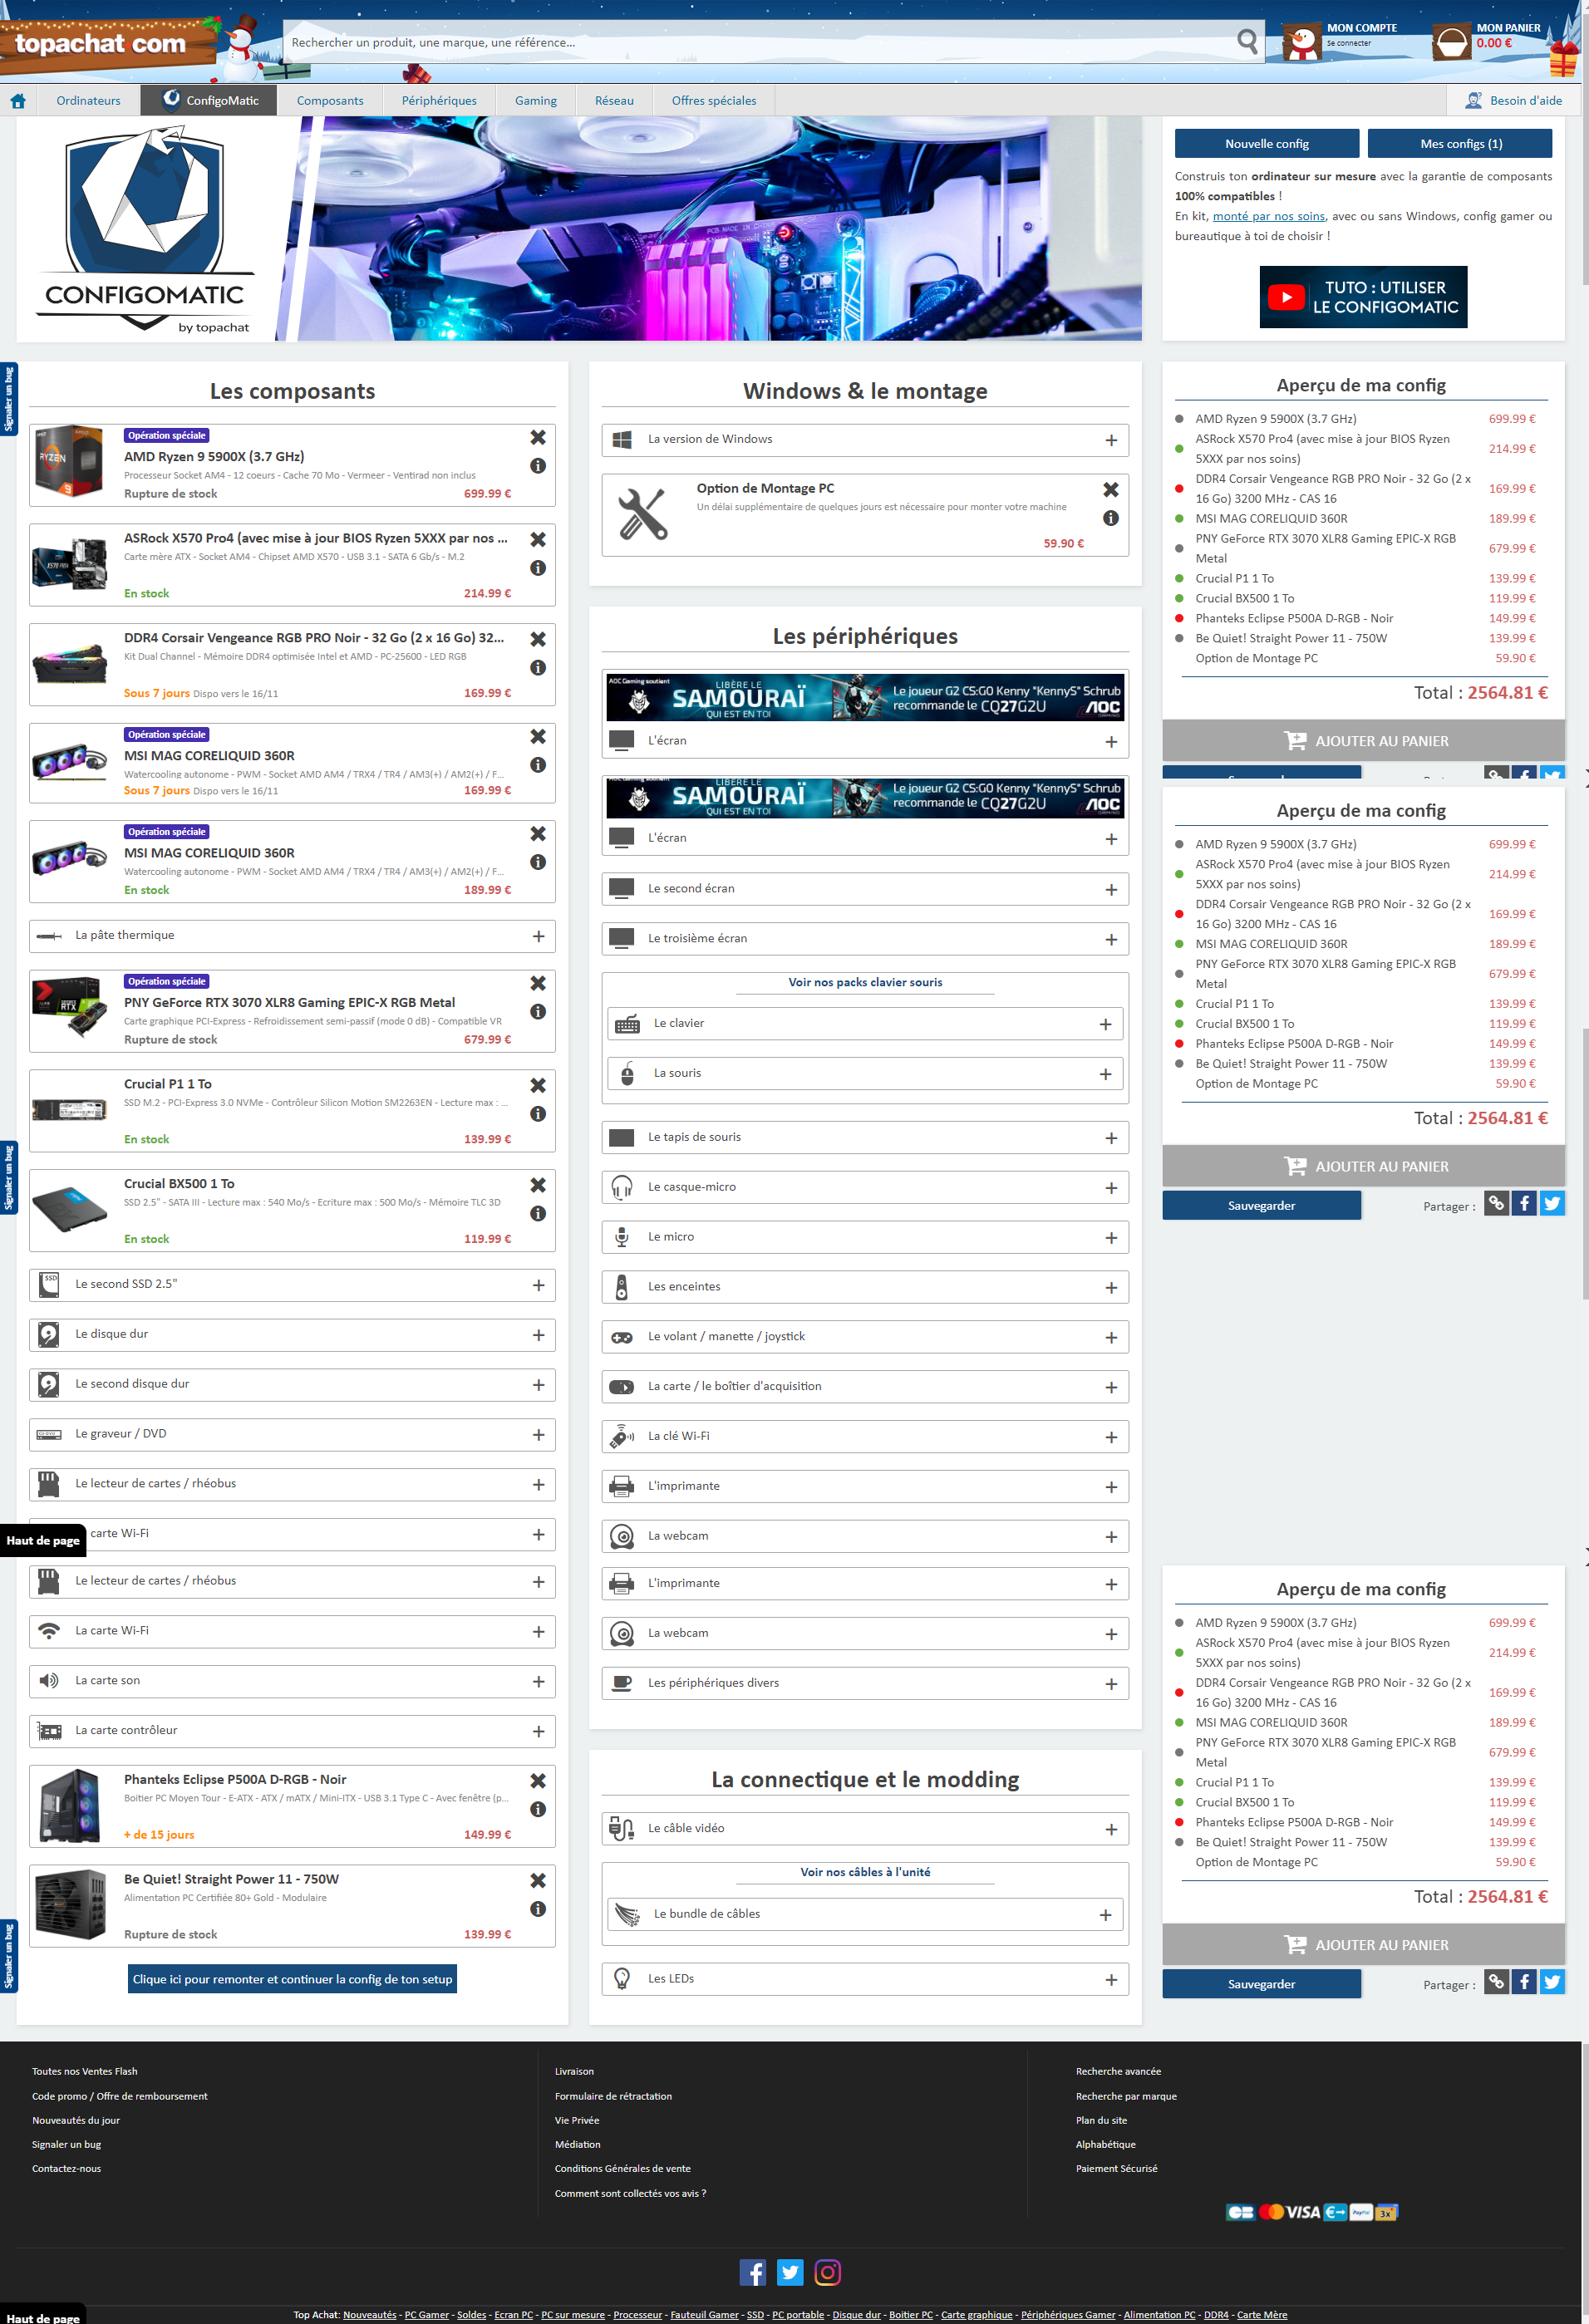 topachat com
Rechercher un produit, une marque, une référence...
MON COMPTE
Se connecter
MON PANIER
0.00 €
Ordinateurs
ConfigoMatic
Composants
Périphériques
Gaming
Réseau
Offres spéciales
Besoin d'aide
CONFIGOMATIC
by topachat
PCB MADE IN CHINA
Nouvelle config
Mes configs (1)
Construis ton ordinateur sur mesure avec la garantie de composants
100% compatibles !
En kit, monté par nos soins, avec ou sans Windows, config gamer ou
bureautique à toi de choisir !
TUTO : UTILISER
LE CONFIGOMATIC
Signaler un bug
Les composants
Opération spéciale
AMD Ryzen 9 5900X (3.7 GHz)
Processeur Socket AM4 - 12 coeurs - Cache 70 Mo - Vermeer - Ventirad non inclus
Rupture de stock
699.99 €
ASRock X570 Pro4 (avec mise à jour BIOS Ryzen 5XXX par nos ...
Carte mère ATX - Socket AM4 - Chipset AMD X570 - USB 3.1 - SATA 6 Gb/s - M.2
En stock
214.99 €
DDR4 Corsair Vengeance RGB PRO Noir - 32 Go (2 x 16 Go) 32...
Kit Dual Channel - Mémoire DDR4 optimisée Intel et AMD - PC-25600 - LED RGB
Sous 7 jours Dispo vers le 16/11
169.99 €
Opération spéciale
MSI MAG CORELIQUID 360R
Watercooling autonome - PWM - Socket AMD AM4 / TRX4 / TR4 / AM3(+) / AM2(+) / F...
Sous 7 jours Dispo vers le 16/11
169.99 €
Opération spéciale
MSI MAG CORELIQUID 360R
Watercooling autonome - PWM - Socket AMD AM4 / TRX4 / TR4 / AM3(+) / AM2(+) / F...
En stock
189.99 €
La pâte thermique
Opération spéciale
PNY GeForce RTX 3070 XLR8 Gaming EPIC-X RGB Metal
Carte graphique PCI-Express - Refroidissement semi-passif (mode 0 dB) - Compatible VR
Rupture de stock
679.99 €
Crucial P1 1 To
SSD M.2 - PCI-Express 3.0 NVMe - Contrôleur Silicon Motion SM2263EN - Lecture max : ...
En stock
139.99 €
Signaler un bug
Crucial BX500 1 To
SSD 2.5" - SATA III - Lecture max : 540 Mo/s - Ecriture max : 500 Mo/s - Mémoire TLC 3D
En stock
119.99 €
Le second SSD 2.5"
Le disque dur
Le second disque dur
Le graveur / DVD
Le lecteur de cartes / rhéobus
Haut de page
carte Wi-Fi
Le lecteur de cartes / rhéobus
La carte Wi-Fi
La carte son
La carte contrôleur
Phanteks Eclipse P500A D-RGB - Noir
Boitier PC Moyen Tour - E-ATX - ATX / mATX / Mini-ITX - USB 3.1 Type C - Avec fenêtre (p...
+ de 15 jours
149.99 €
Be Quiet! Straight Power 11 - 750W
Alimentation PC Certifiée 80+ Gold - Modulaire
Rupture de stock
139.99 €
Signaler un bug
Clique ici pour remonter et continuer la config de ton setup
Windows & le montage
La version de Windows
Option de Montage PC
Un délai supplémentaire de quelques jours est nécessaire pour monter votre machine
59.90 €
Les périphériques
AOC Gaming soutient
LIBÈRE LE
SAMOURAÏ
QUI EST EN TOI
Le joueur G2 CS:GO Kenny "KennyS" Schrub
recommande le CQ27G2U
AOC
L'écran
LIBÈRE LE
SAMOURAÏ
QUI EST EN TOI
Le joueur G2 CS:GO Kenny "KennyS" Schrub
recommande le CQ27G2U
AOC
L'écran
Le second écran
Le troisième écran
Voir nos packs clavier souris
Le clavier
La souris
Le tapis de souris
Le casque-micro
Le micro
Les enceintes
Le volant / manette / joystick
La carte / le boîtier d'acquisition
La clé Wi-Fi
L'imprimante
La webcam
L'imprimante
La webcam
Les périphériques divers
La connectique et le modding
Le câble vidéo
Voir nos câbles à l'unité
Le bundle de câbles
Les LEDs
Aperçu de ma config
AMD Ryzen 9 5900X (3.7 GHz) 699.99 €
ASRock X570 Pro4 (avec mise à jour BIOS Ryzen
5XXX par nos soins) 214.99 €
DDR4 Corsair Vengeance RGB PRO Noir - 32 Go (2 x
16 Go) 3200 MHz - CAS 16 169.99 €
MSI MAG CORELIQUID 360R 189.99 €
PNY GeForce RTX 3070 XLR8 Gaming EPIC-X RGB
Metal 679.99 €
Crucial P1 1 To 139.99 €
Crucial BX500 1 To 119.99 €
Phanteks Eclipse P500A D-RGB - Noir 149.99 €
Be Quiet! Straight Power 11 - 750W 139.99 €
Option de Montage PC 59.90 €
Total : 2564.81 €
AJOUTER AU PANIER
Aperçu de ma config
AMD Ryzen 9 5900X (3.7 GHz) 699.99 €
ASRock X570 Pro4 (avec mise à jour BIOS Ryzen
5XXX par nos soins) 214.99 €
DDR4 Corsair Vengeance RGB PRO Noir - 32 Go (2 x
16 Go) 3200 MHz - CAS 16 169.99 €
MSI MAG CORELIQUID 360R 189.99 €
PNY GeForce RTX 3070 XLR8 Gaming EPIC-X RGB
Metal 679.99 €
Crucial P1 1 To 139.99 €
Crucial BX500 1 To 119.99 €
Phanteks Eclipse P500A D-RGB - Noir 149.99 €
Be Quiet! Straight Power 11 - 750W 139.99 €
Option de Montage PC 59.90 €
Total : 2564.81 €
AJOUTER AU PANIER
Sauvegarder
Partager :
Aperçu de ma config
AMD Ryzen 9 5900X (3.7 GHz) 699.99 €
ASRock X570 Pro4 (avec mise à jour BIOS Ryzen
5XXX par nos soins) 214.99 €
DDR4 Corsair Vengeance RGB PRO Noir - 32 Go (2 x
16 Go) 3200 MHz - CAS 16 169.99 €
MSI MAG CORELIQUID 360R 189.99 €
PNY GeForce RTX 3070 XLR8 Gaming EPIC-X RGB
Metal 679.99 €
Crucial P1 1 To 139.99 €
Crucial BX500 1 To 119.99 €
Phanteks Eclipse P500A D-RGB - Noir 149.99 €
Be Quiet! Straight Power 11 - 750W 139.99 €
Option de Montage PC 59.90 €
Total : 2564.81 €
AJOUTER AU PANIER
Sauvegarder
Partager :
Toutes nos Ventes Flash
Code promo / Offre de remboursement
Nouveautés du jour
Signaler un bug
Contactez-nous
Livraison
Formulaire de rétractation
Vie Privée
Médiation
Conditions Générales de vente
Comment sont collectés vos avis ?
Recherche avancée
Recherche par marque
Plan du site
Alphabétique
Paiement Sécurisé
CB VISA PayPal 3x
Haut de page
Top Achat: Nouveautés - PC Gamer - Soldes - Ecran PC - PC sur mesure - Processeur - Fauteuil Gamer - SSD - PC portable - Disque dur - Boitier PC - Carte graphique - Périphériques Gamer - Alimentation PC - DDR4 - Carte Mère